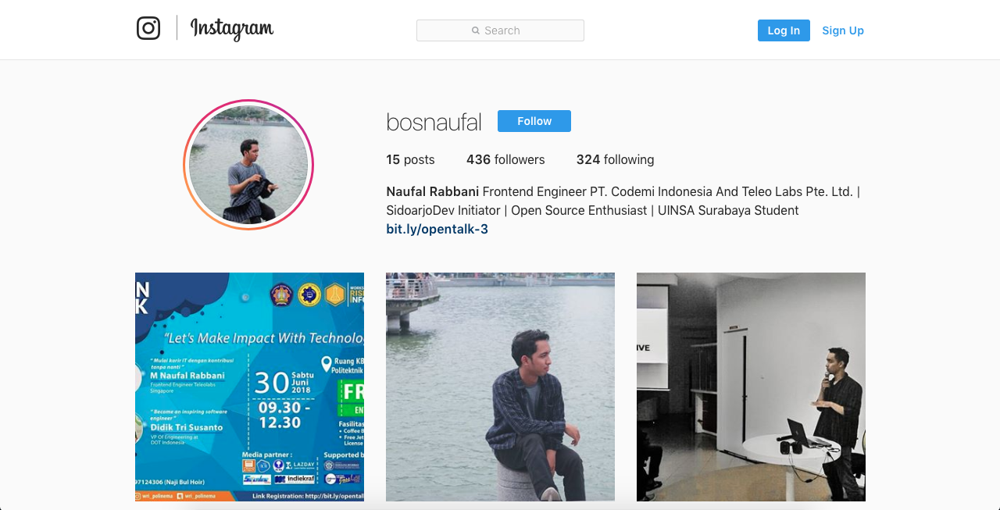 Instagram
Search
Log In
Sign Up
bosnaufal
Follow
15 posts
436 followers
324 following
Naufal Rabbani Frontend Engineer PT. Codemi Indonesia And Teleo Labs Pte. Ltd. |
SidoarjoDev Initiator | Open Source Enthusiast | UINSA Surabaya Student
bit.ly/opentalk-3
N
K
WORKS
RIS
INFO
"Let's Make Impact With Technolo
" Mulai karir IT dengan kontribusi
tanpa nanti "
M Naufal Rabbani
Frontend Engineer Teleolabs
Singapore
30 Sabtu
Juni
2018
09.30 -
12.30
Ruang KB
Politektnik
FR
EN
" Become an inspiring software
engineer "
Didik Tri Susanto
VP Of Engineering at
DOT Indonesia
Fasilitas
• Coffee B
• Free Jet
License
Media partner :
Supported b
LAZDAY
indiekraf
97124306 (Naji Bul Hoir)
wri_polinema
wri_polinema
Link Registration: http://bit.ly/opental
IVE